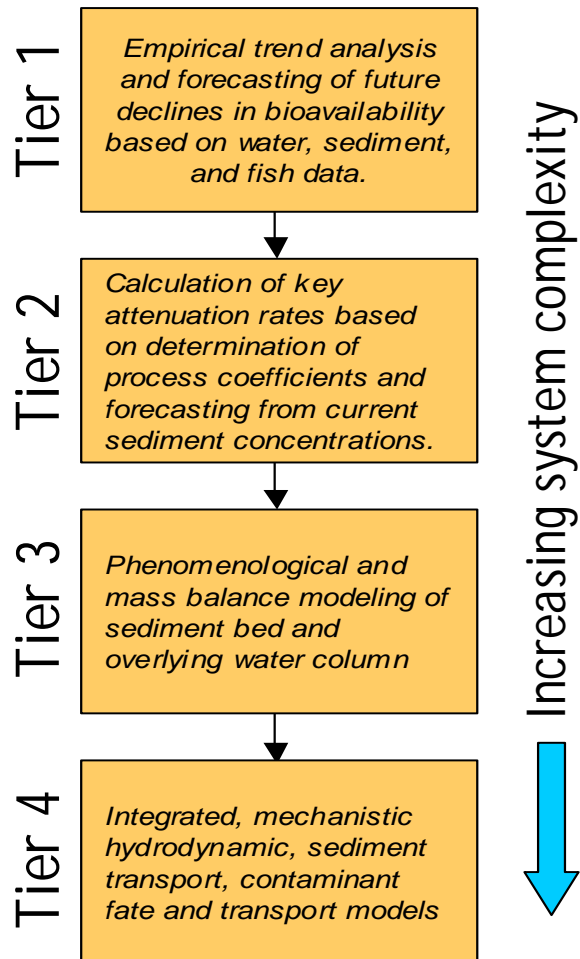 Tier 1
Empirical trend analysis
and forecasting of future
declines in bioavailability
based on water, sediment,
and fish data.
Tier 2
Calculation of key
attenuation rates based
on determination of
process coefficients and
forecasting from current
sediment concentrations.
Tier 3
Phenomenological and
mass balance modeling of
sediment bed and
overlying water column
Tier 4
Integrated, mechanistic
hydrodynamic, sediment
transport, contaminant
fate and transport models
Increasing system complexity